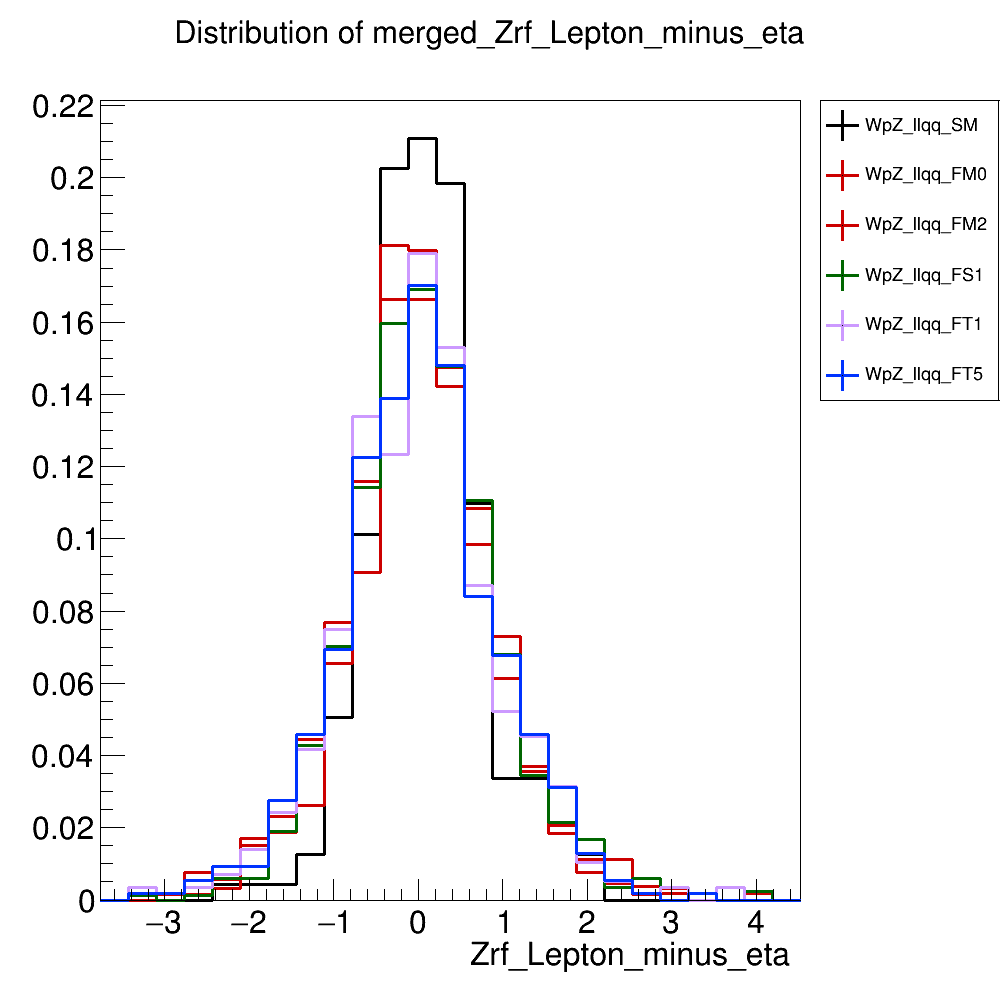 Distribution of merged_Zrf_Lepton_minus_eta
0.22
0.2
0.18
0.16
0.14
0.12
0.1
0.08
0.06
0.04
0.02
0
−3
−2
−1
0
1
2
3
4
Zrf_Lepton_minus_eta
WpZ_llqq_SM
WpZ_llqq_FM0
WpZ_llqq_FM2
WpZ_llqq_FS1
WpZ_llqq_FT1
WpZ_llqq_FT5